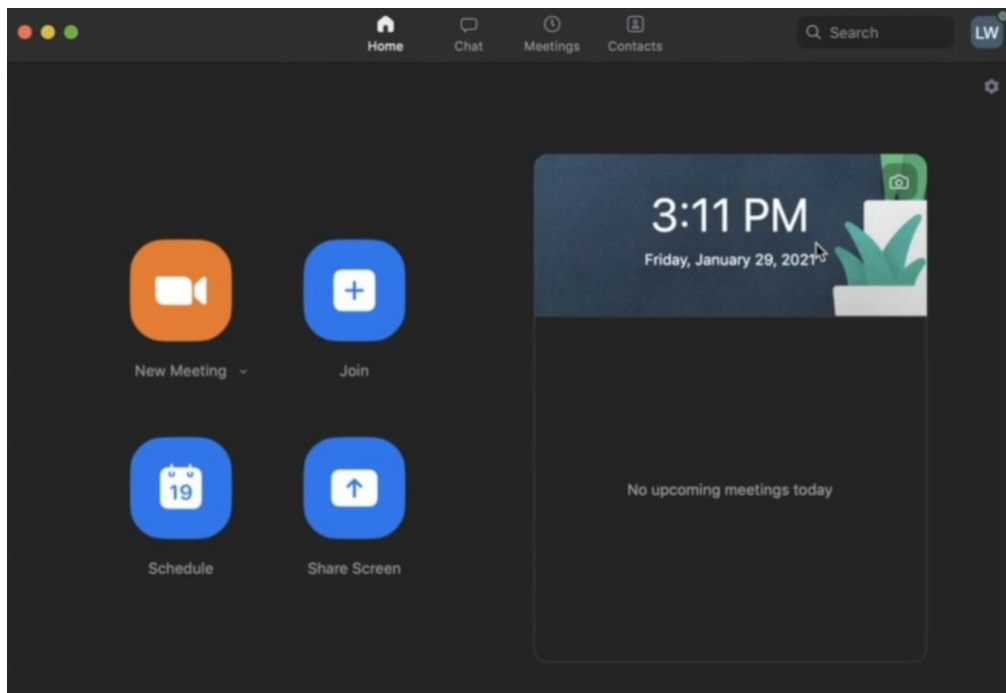 Home
Chat
Meetings
Contacts
Search
LW
3:11 PM
Friday, January 29, 2021
New Meeting
Join
19
Schedule
Share Screen
No upcoming meetings today